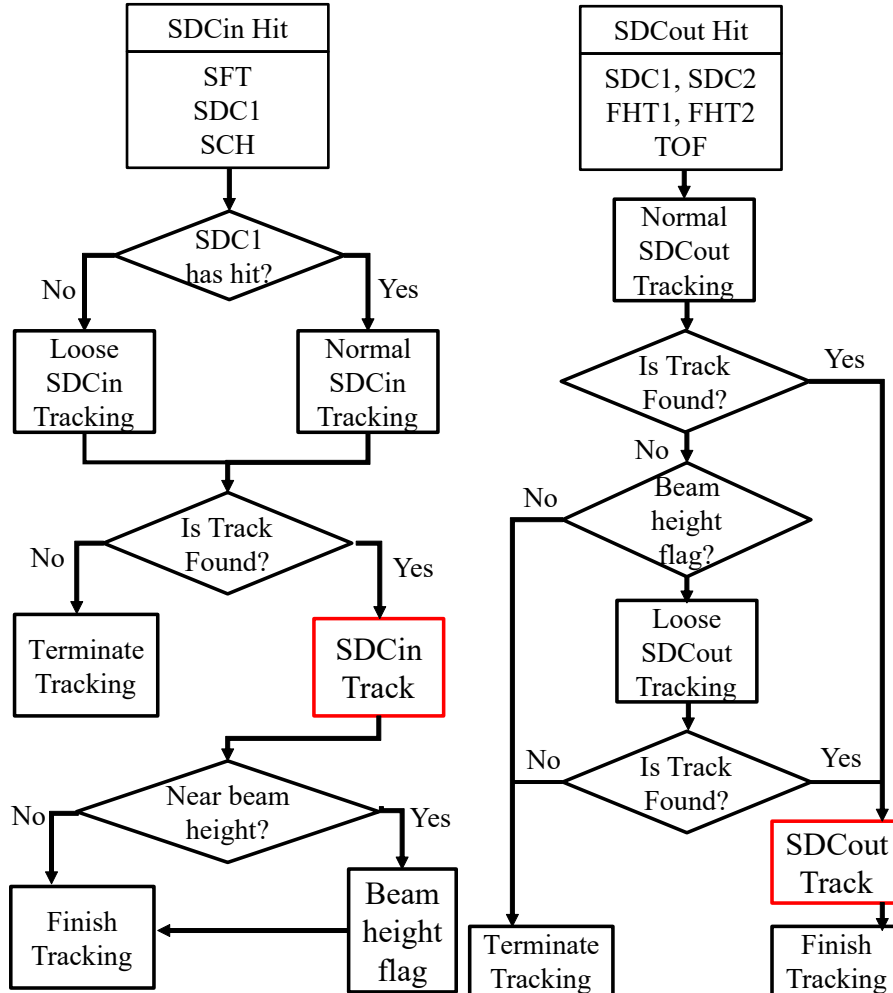 SDCin Hit
SFT
SDC1
SCH
SDC1
has hit?
No
Yes
Loose
SDCin
Tracking
Normal
SDCin
Tracking
Is Track
Found?
No
Yes
Terminate
Tracking
SDCin
Track
Near beam
height?
No
Yes
Finish
Tracking
Beam
height
flag
SDCout Hit
SDC1, SDC2
FHT1, FHT2
TOF
Normal
SDCout
Tracking
Is Track
Found?
Yes
No
Beam
height
flag?
No
Loose
SDCout
Tracking
Is Track
Found?
No
Yes
SDCout
Track
Terminate
Tracking
Finish
Tracking